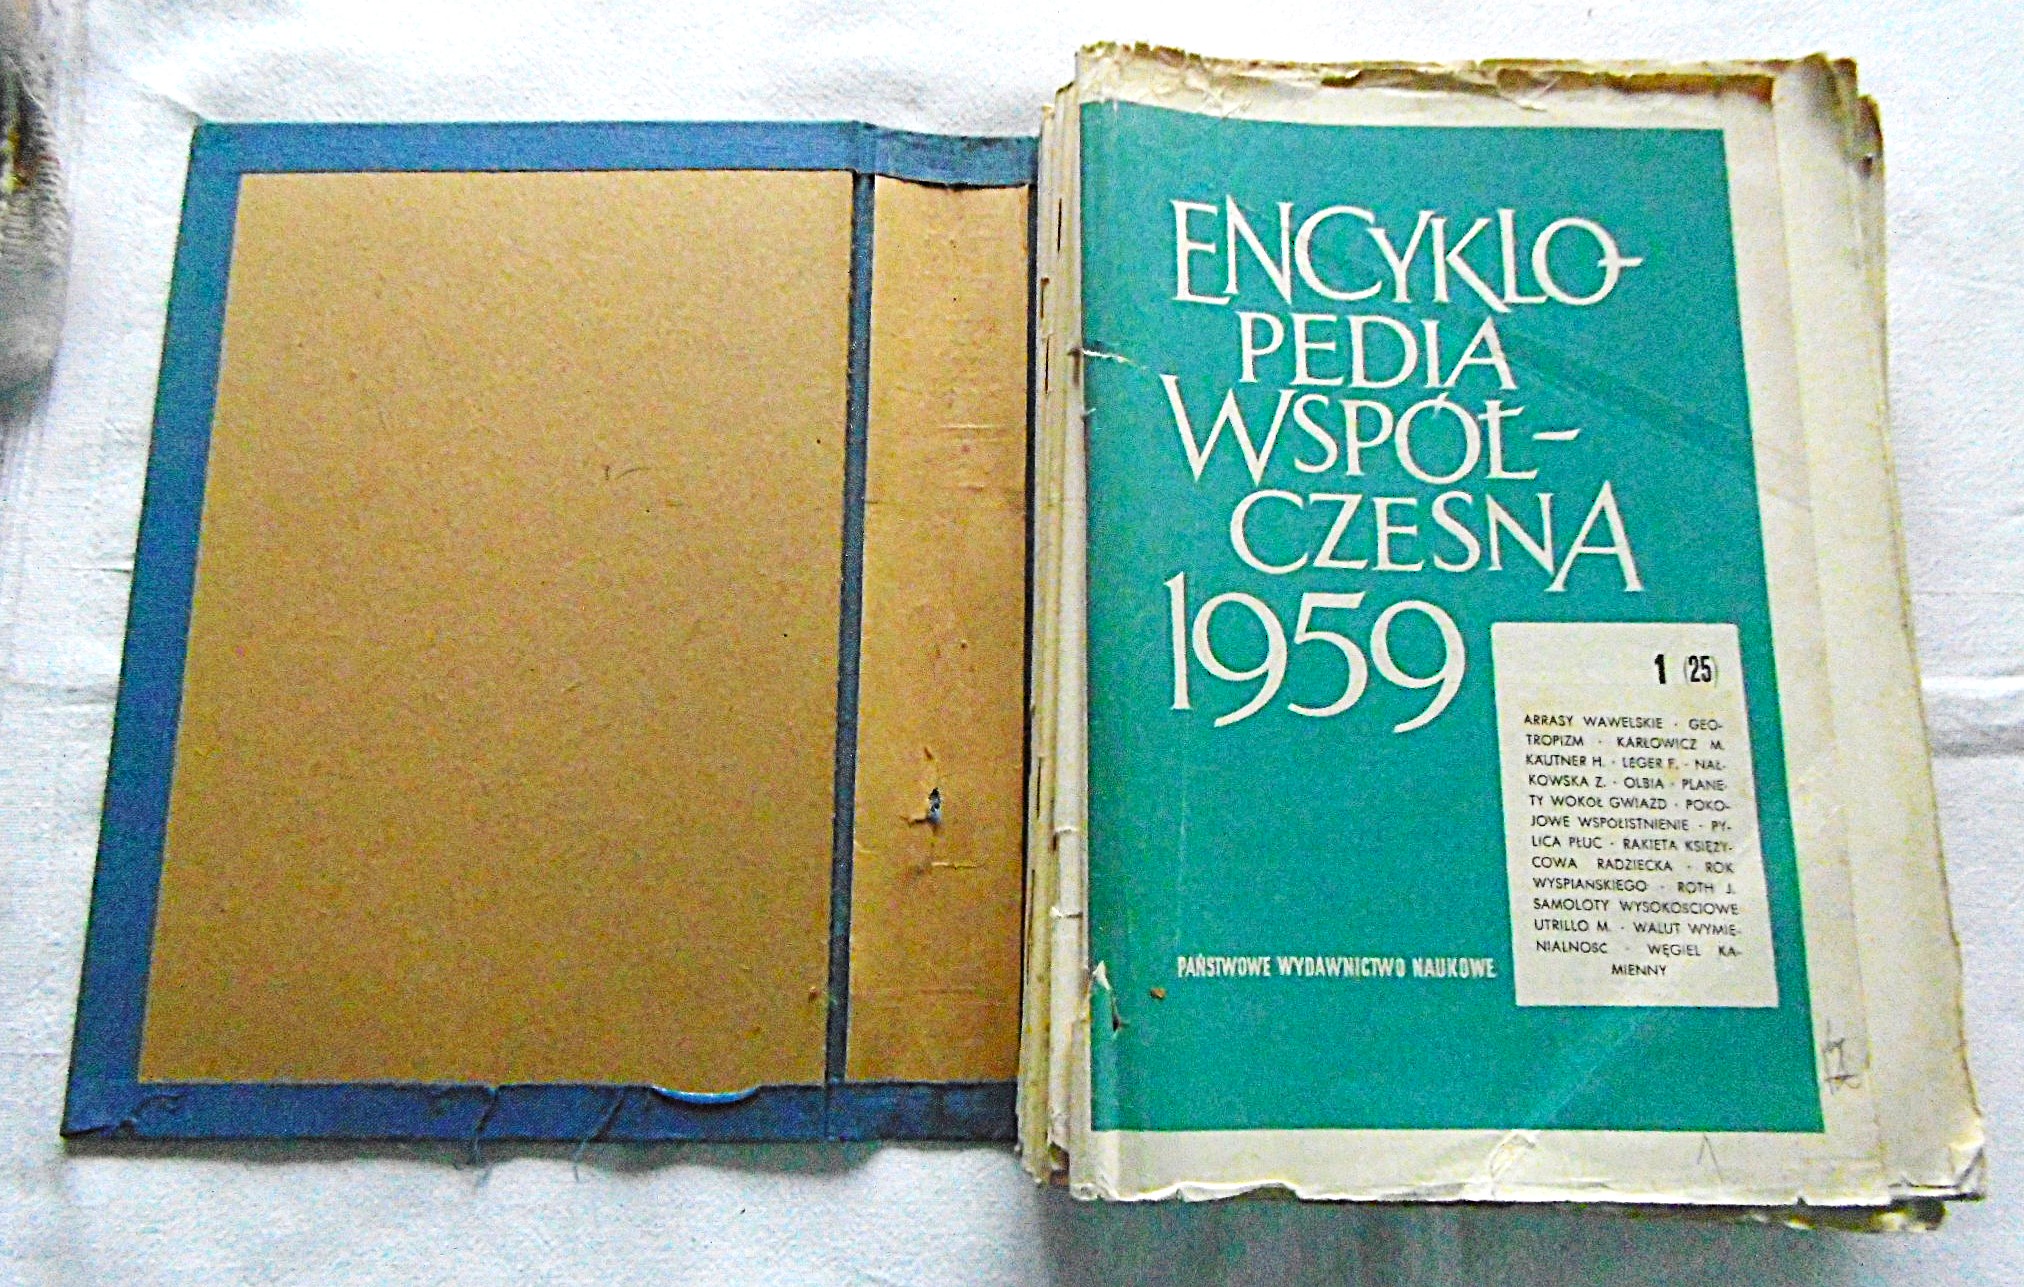 ENCYKLO-
PEDIA
WSPÓŁ-
CZESNA
1959
1 (25)
ARRASY WAWELSKIE · GEO-
TROPIZM · KARŁOWICZ M.
KÄUTNER H. · LÉGER F. · NAŁ-
KOWSKA Z. · OLBIA · PLANE-
TY WOKÓŁ GWIAZD · POKO-
JOWE WSPÓŁISTNIENIE · PY-
LICA PŁUC · RAKIETA KSIĘŻY-
COWA RADZIECKA · ROK
WYSPIAŃSKIEGO · ROTH J.
SAMOLOTY WYSOKOŚCIOWE
UTRILLO M. · WALUT WYMIE-
NIALNOŚĆ · WĘGIEL KA-
MIENNY
PAŃSTWOWE WYDAWNICTWO NAUKOWE